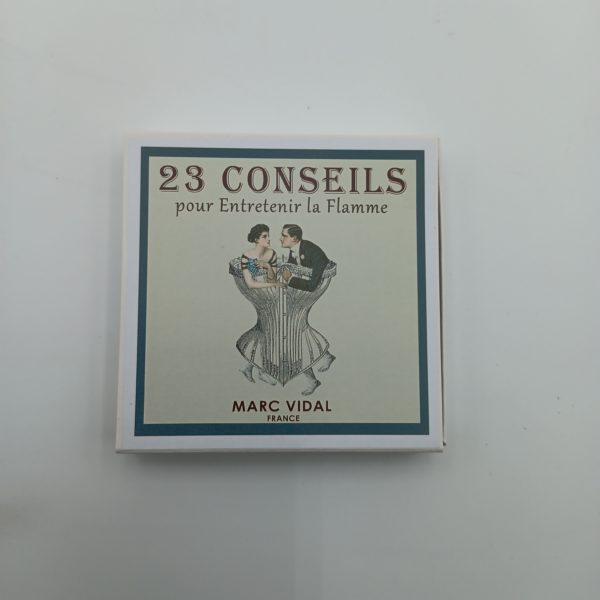 23 CONSEILS
pour Entretenir la Flamme
MARC VIDAL
FRANCE